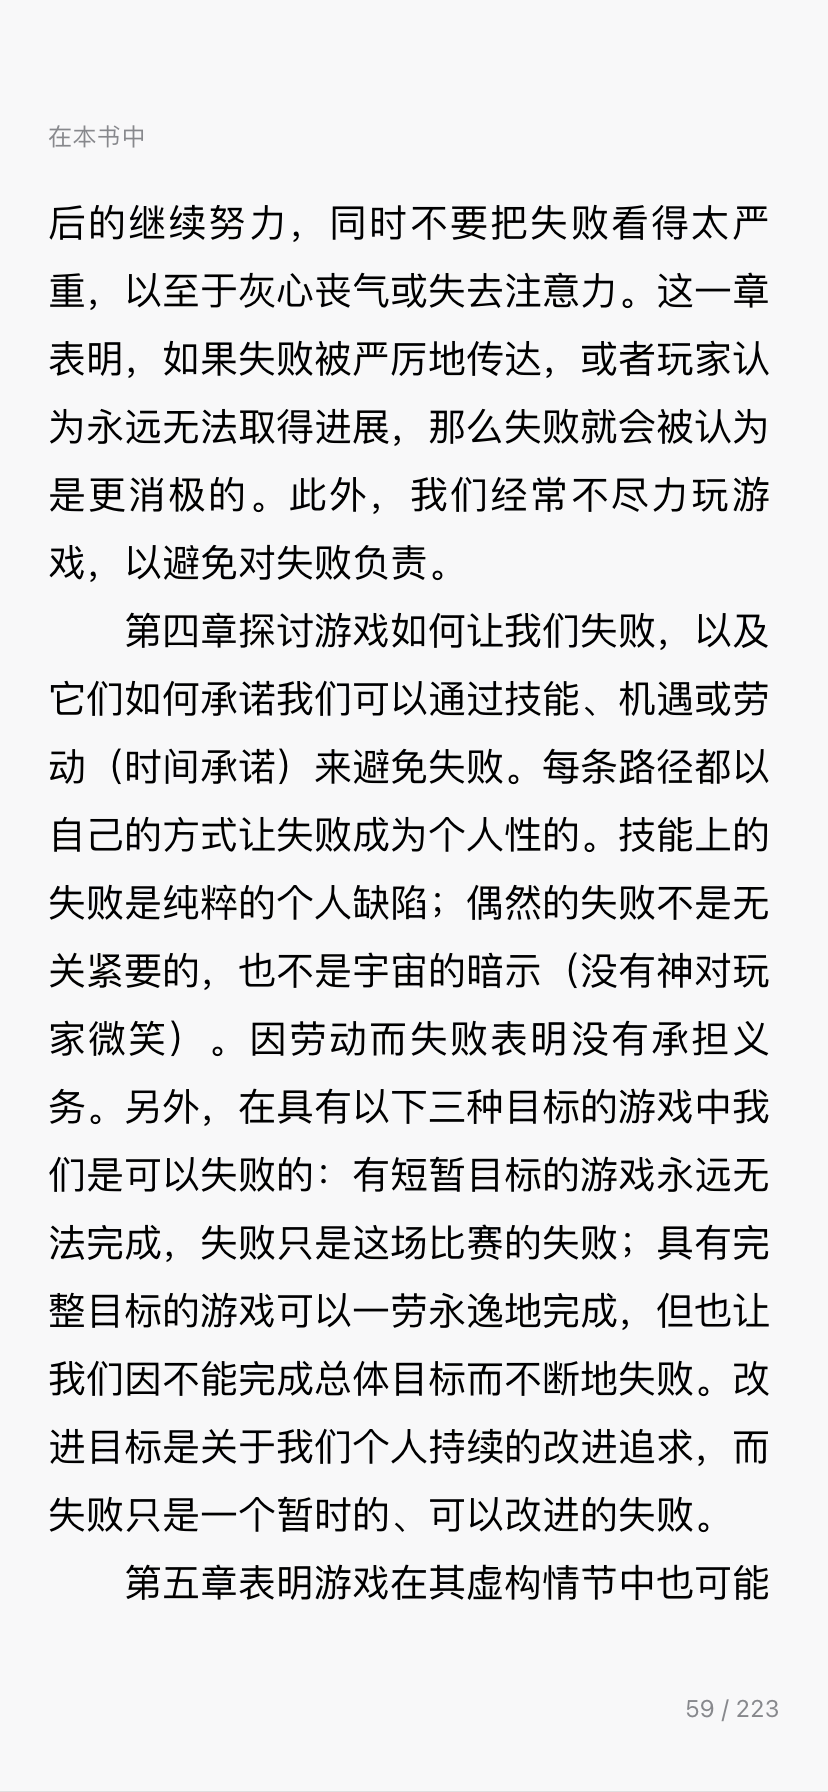 在本书中
后的继续努力，同时不要把失败看得太严
重，以至于灰心丧气或失去注意力。这一章
表明，如果失败被严厉地传达，或者玩家认
为永远无法取得进展，那么失败就会被认为
是更消极的。此外，我们经常不尽力玩游
戏，以避免对失败负责。
第四章探讨游戏如何让我们失败，以及
它们如何承诺我们可以通过技能、机遇或劳
动（时间承诺）来避免失败。每条路径都以
自己的方式让失败成为个人性的。技能上的
失败是纯粹的个人缺陷；偶然的失败不是无
关紧要的，也不是宇宙的暗示（没有神对玩
家微笑）。因劳动而失败表明没有承担义
务。另外，在具有以下三种目标的游戏中我
们是可以失败的：有短暂目标的游戏永远无
法完成，失败只是这场比赛的失败；具有完
整目标的游戏可以一劳永逸地完成，但也让
我们因不能完成总体目标而不断地失败。改
进目标是关于我们个人持续的改进追求，而
失败只是一个暂时的、可以改进的失败。
第五章表明游戏在其虚构情节中也可能
59 / 223